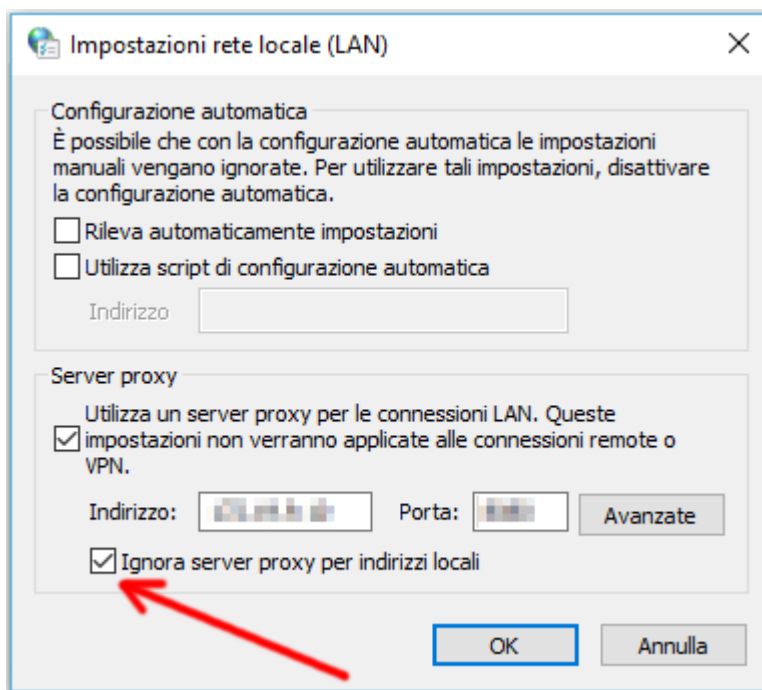 Impostazioni rete locale (LAN)
Configurazione automatica
È possibile che con la configurazione automatica le impostazioni
manuali vengano ignorate. Per utilizzare tali impostazioni, disattivare
la configurazione automatica.
Rileva automaticamente impostazioni
Utilizza script di configurazione automatica
Indirizzo
Server proxy
Utilizza un server proxy per le connessioni LAN. Queste
impostazioni non verranno applicate alle connessioni remote o
VPN.
Indirizzo: Porta: Avanzate
Ignora server proxy per indirizzi locali
OK Annulla